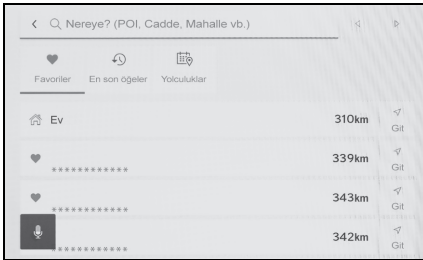 Nereye? (POI, Cadde, Mahalle vb.)
Favoriler En son öğeler Yolculuklar
Ev 310km Git
************ 339km Git
************ 343km Git
************ 342km Git